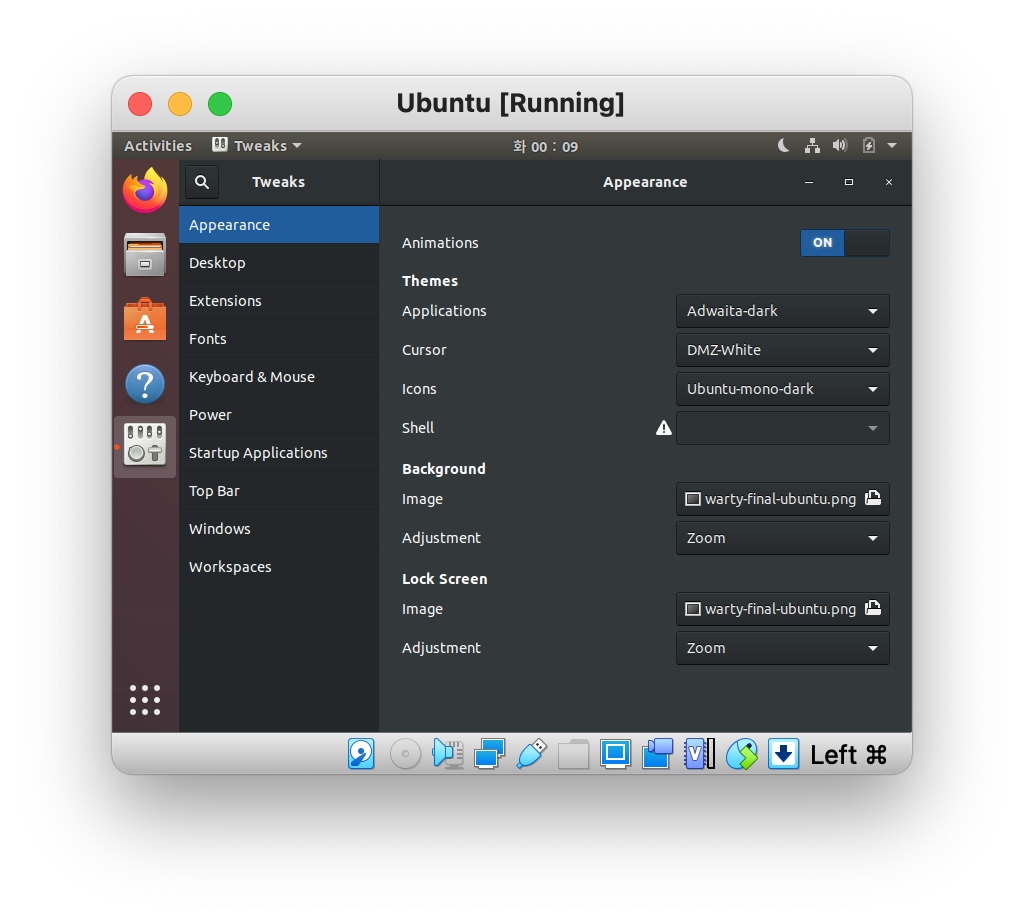 Ubuntu [Running]
Activities Tweaks 화 00 : 09
Tweaks Appearance
Appearance
Desktop
Extensions
Fonts
Keyboard & Mouse
Power
Startup Applications
Top Bar
Windows
Workspaces
Animations ON
Themes
Applications Adwaita-dark
Cursor DMZ-White
Icons Ubuntu-mono-dark
Shell
Background
Image warty-final-ubuntu.png
Adjustment Zoom
Lock Screen
Image warty-final-ubuntu.png
Adjustment Zoom
Left ⌘